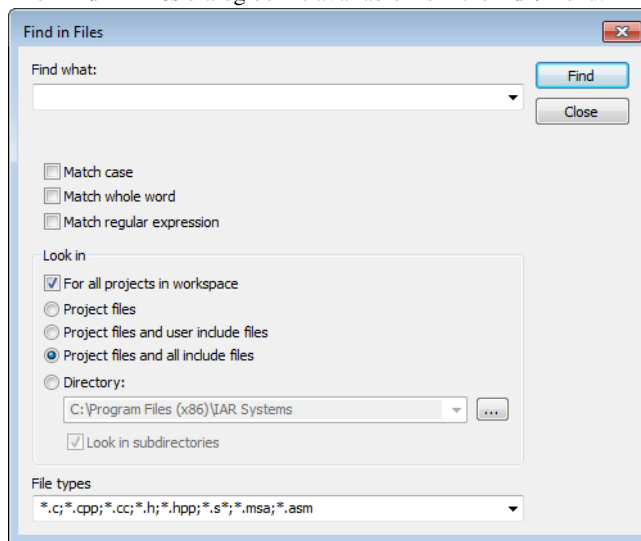 Find in Files
Find what:
Find
Close
Match case
Match whole word
Match regular expression
Look in
For all projects in workspace
Project files
Project files and user include files
Project files and all include files
Directory:
C:\Program Files (x86)\IAR Systems
...
Look in subdirectories
File types
*.c;*.cpp;*.cc;*.h;*.hpp;*.s*;*.msa;*.asm